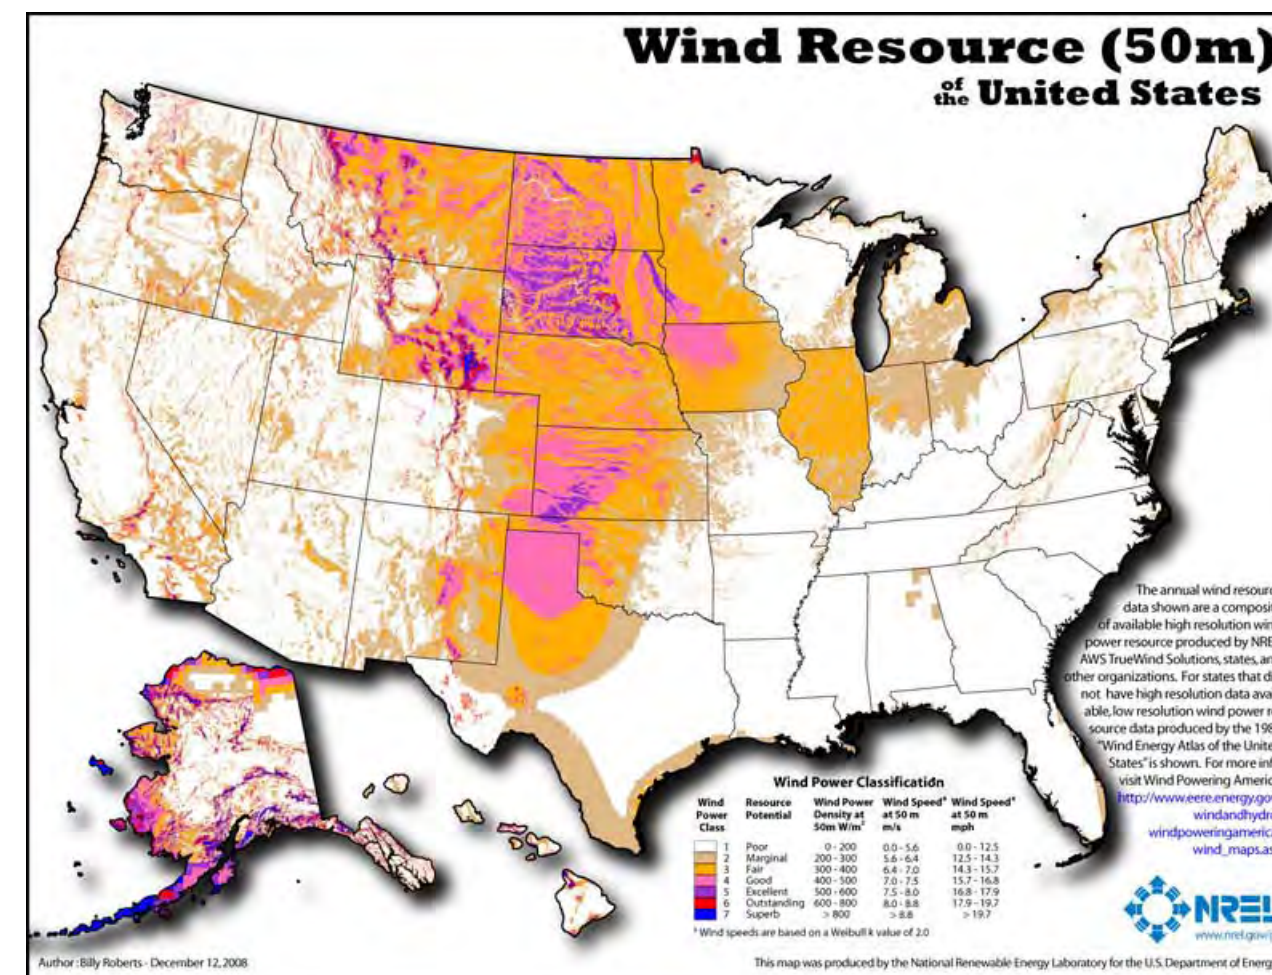 Wind Resource (50m)
of the United States
The annual wind resourc
data shown are a composit
of available high resolution win
power resource produced by NRE
AWS TrueWind Solutions, states, an
other organizations. For states that di
not have high resolution data avai
able, low resolution wind power r
source data produced by the 198
"Wind Energy Atlas of the Unite
States" is shown. For more inf
visit Wind Powering Americ
http://www.eere.energy.gov
windandhydr
windpoweringameric
wind_maps.as
Wind Power Classification
Wind Power Class Resource Potential Wind Power Density at 50m W/m² Wind Speedª at 50 m m/s Wind Speedª at 50 m mph
1 Poor 0 - 200 0.0 - 5.6 0.0 - 12.5
2 Marginal 200 - 300 5.6 - 6.4 12.5 - 14.3
3 Fair 300 - 400 6.4 - 7.0 14.3 - 15.7
4 Good 400 - 500 7.0 - 7.5 15.7 - 16.8
5 Excellent 500 - 600 7.5 - 8.0 16.8 - 17.9
6 Outstanding 600 - 800 8.0 - 8.8 17.9 - 19.7
7 Superb > 800 > 8.8 > 19.7
ª Wind speeds are based on a Weibull k value of 2.0
NREL
www.nrel.gov/
Author : Billy Roberts - December 12, 2008
This map was produced by the National Renewable Energy Laboratory for the U.S. Department of Energ